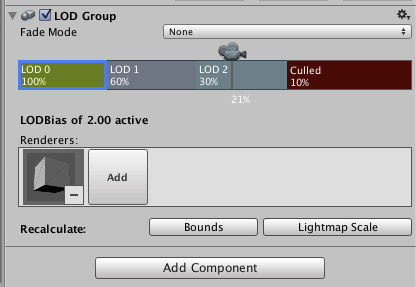 LOD Group
Fade Mode
None
LOD 0
100%
LOD 1
60%
LOD 2
30%
Culled
10%
21%
LODBias of 2.00 active
Renderers:
Add
Recalculate:
Bounds
Lightmap Scale
Add Component